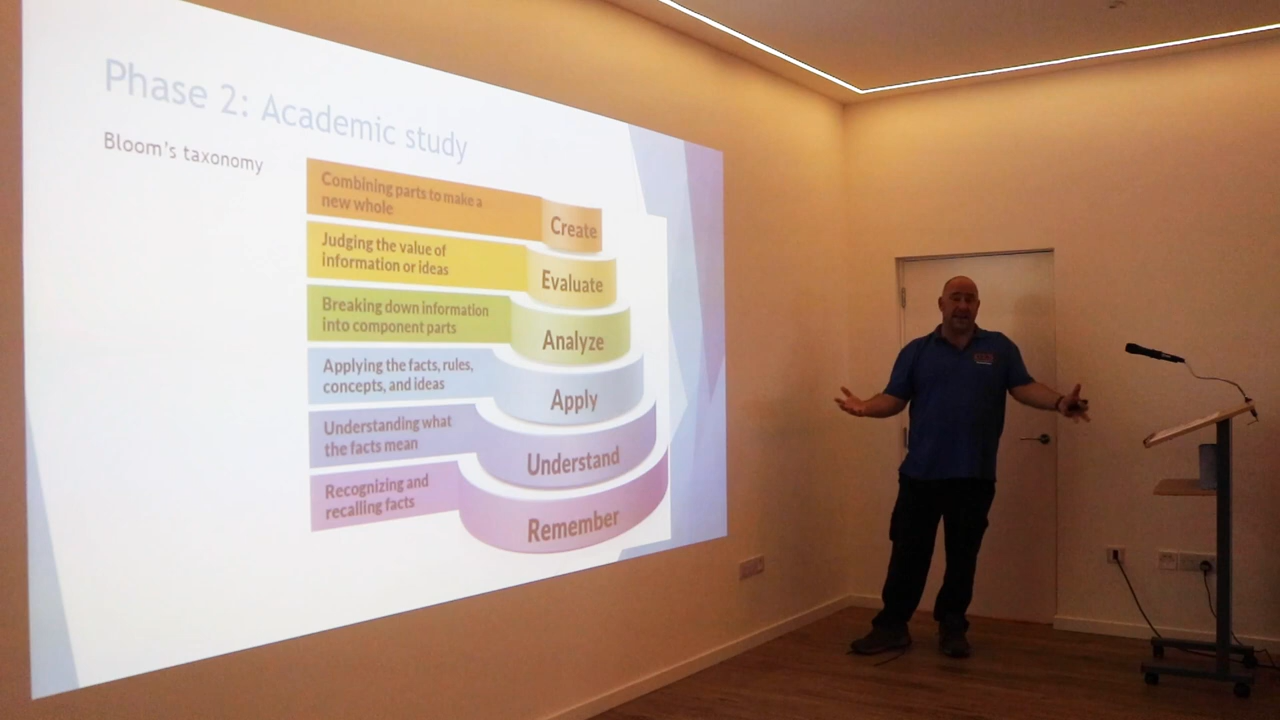 Phase 2: Academic study
Bloom's taxonomy
Combining parts to make a
new whole
Create
Judging the value of
information or ideas
Evaluate
Breaking down information
into component parts
Analyze
Applying the facts, rules,
concepts, and ideas
Apply
Understanding what
the facts mean
Understand
Recognizing and
recalling facts
Remember